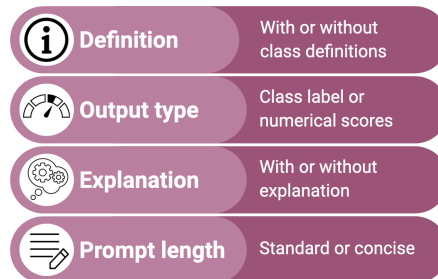 Definition
With or without
class definitions
Output type
Class label or
numerical scores
Explanation
With or without
explanation
Prompt length
Standard or concise